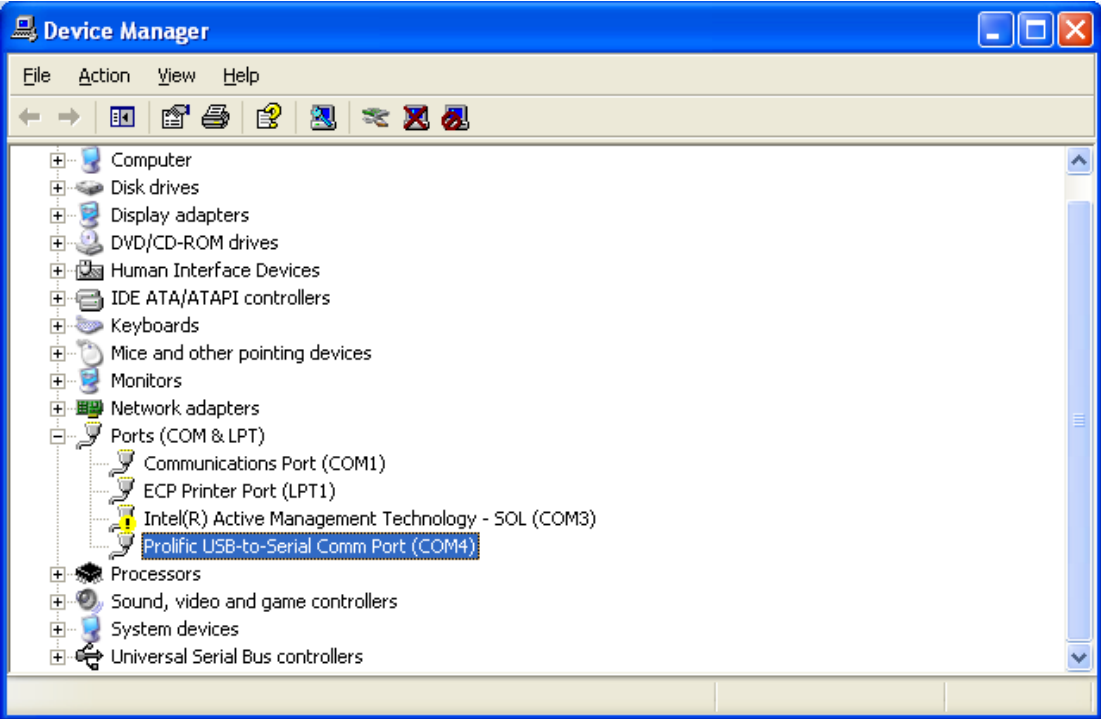 Device Manager
File Action View Help
Computer
Disk drives
Display adapters
DVD/CD-ROM drives
Human Interface Devices
IDE ATA/ATAPI controllers
Keyboards
Mice and other pointing devices
Monitors
Network adapters
Ports (COM & LPT)
Communications Port (COM1)
ECP Printer Port (LPT1)
Intel(R) Active Management Technology - SOL (COM3)
Prolific USB-to-Serial Comm Port (COM4)
Processors
Sound, video and game controllers
System devices
Universal Serial Bus controllers